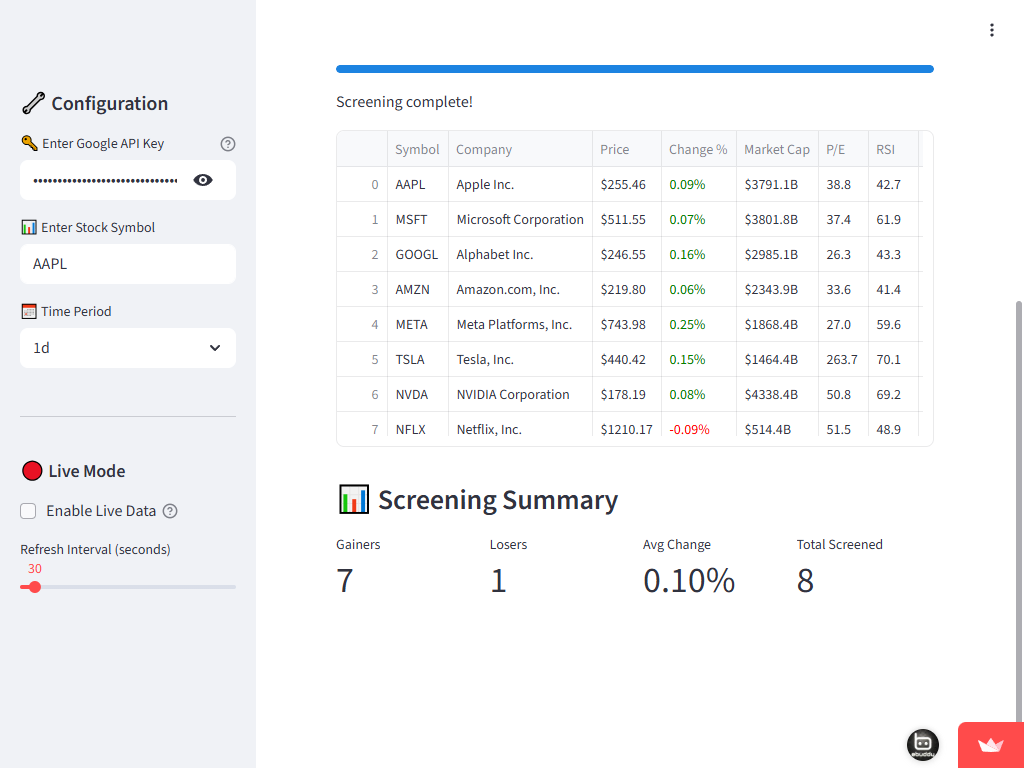 Configuration
Enter Google API Key
••••••••••••••••••••••••••••••
Enter Stock Symbol
AAPL
Time Period
1d
Live Mode
Enable Live Data
Refresh Interval (seconds)
30
Screening complete!
Symbol Company Price Change % Market Cap P/E RSI
0 AAPL Apple Inc. $255.46 0.09% $3791.1B 38.8 42.7
1 MSFT Microsoft Corporation $511.55 0.07% $3801.8B 37.4 61.9
2 GOOGL Alphabet Inc. $246.55 0.16% $2985.1B 26.3 43.3
3 AMZN Amazon.com, Inc. $219.80 0.06% $2343.9B 33.6 41.4
4 META Meta Platforms, Inc. $743.98 0.25% $1868.4B 27.0 59.6
5 TSLA Tesla, Inc. $440.42 0.15% $1464.4B 263.7 70.1
6 NVDA NVIDIA Corporation $178.19 0.08% $4338.4B 50.8 69.2
7 NFLX Netflix, Inc. $1210.17 -0.09% $514.4B 51.5 48.9
Screening Summary
Gainers Losers Avg Change Total Screened
7 1 0.10% 8